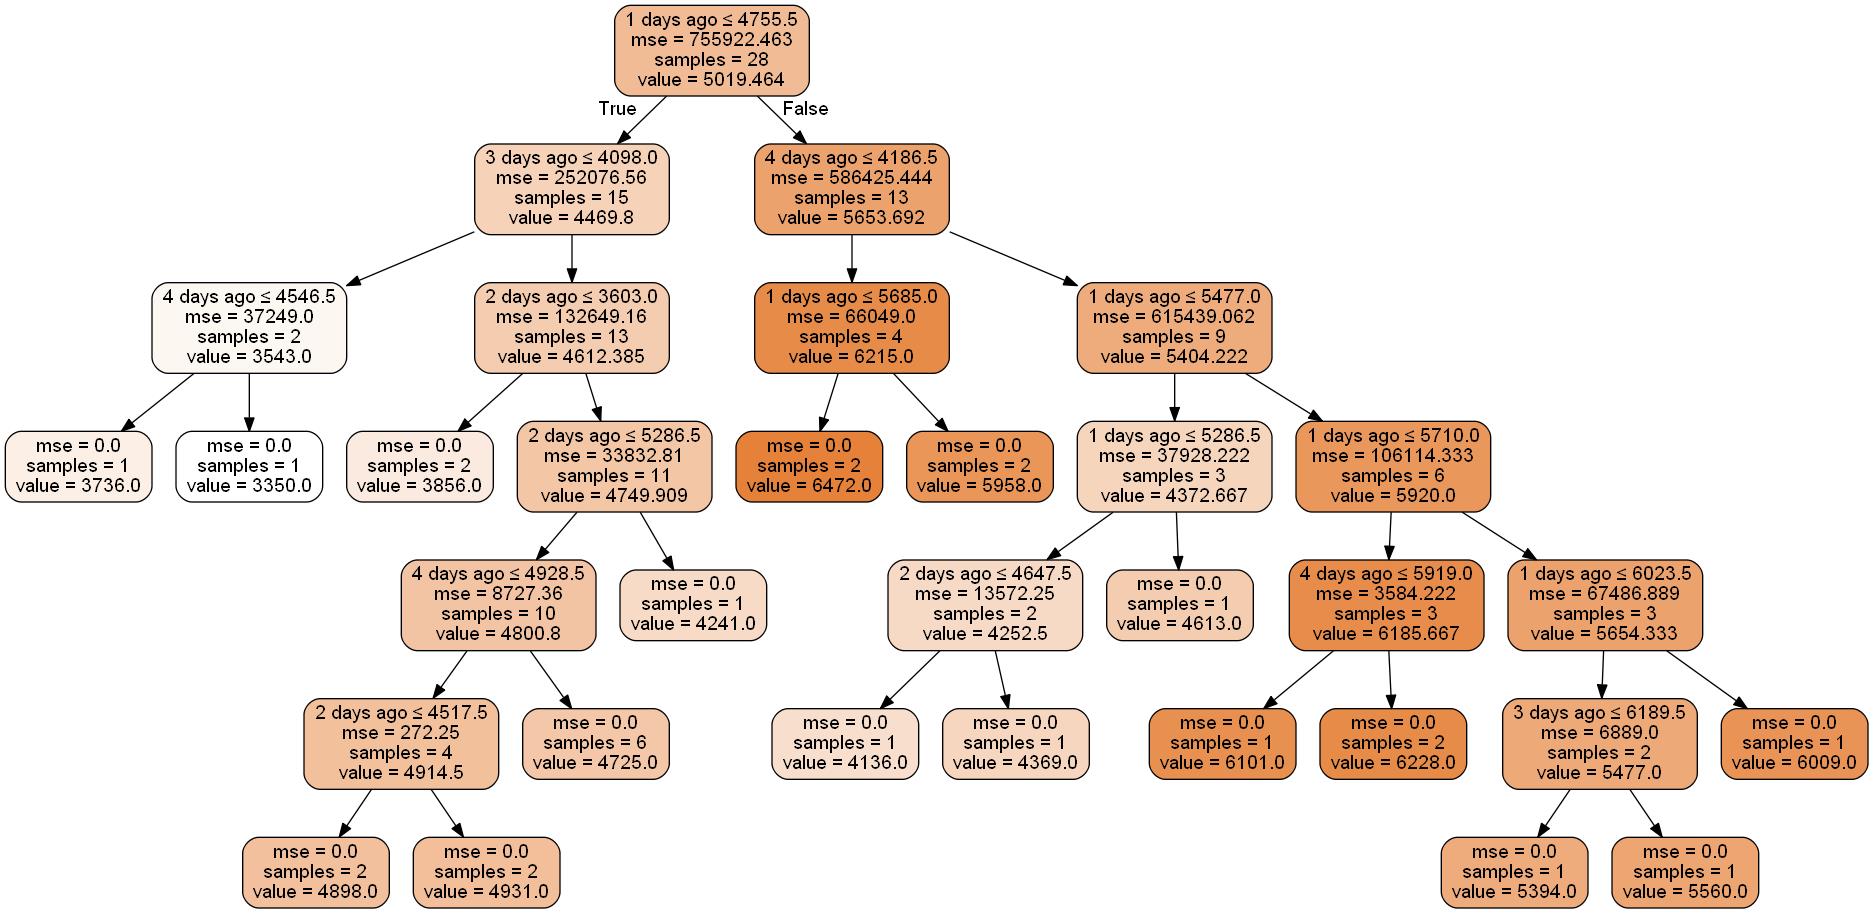 1 days ago ≤ 4755.5
mse = 755922.463
samples = 28
value = 5019.464
True
False
3 days ago ≤ 4098.0
mse = 252076.56
samples = 15
value = 4469.8
4 days ago ≤ 4186.5
mse = 586425.444
samples = 13
value = 5653.692
4 days ago ≤ 4546.5
mse = 37249.0
samples = 2
value = 3543.0
2 days ago ≤ 3603.0
mse = 132649.16
samples = 13
value = 4612.385
1 days ago ≤ 5685.0
mse = 66049.0
samples = 4
value = 6215.0
1 days ago ≤ 5477.0
mse = 615439.062
samples = 9
value = 5404.222
mse = 0.0
samples = 1
value = 3736.0
mse = 0.0
samples = 1
value = 3350.0
mse = 0.0
samples = 2
value = 3856.0
2 days ago ≤ 5286.5
mse = 33832.81
samples = 11
value = 4749.909
mse = 0.0
samples = 2
value = 6472.0
mse = 0.0
samples = 2
value = 5958.0
1 days ago ≤ 5286.5
mse = 37928.222
samples = 3
value = 4372.667
1 days ago ≤ 5710.0
mse = 106114.333
samples = 6
value = 5920.0
4 days ago ≤ 4928.5
mse = 8727.36
samples = 10
value = 4800.8
mse = 0.0
samples = 1
value = 4241.0
2 days ago ≤ 4647.5
mse = 13572.25
samples = 2
value = 4252.5
mse = 0.0
samples = 1
value = 4613.0
4 days ago ≤ 5919.0
mse = 3584.222
samples = 3
value = 6185.667
1 days ago ≤ 6023.5
mse = 67486.889
samples = 3
value = 5654.333
2 days ago ≤ 4517.5
mse = 272.25
samples = 4
value = 4914.5
mse = 0.0
samples = 6
value = 4725.0
mse = 0.0
samples = 1
value = 4136.0
mse = 0.0
samples = 1
value = 4369.0
mse = 0.0
samples = 1
value = 6101.0
mse = 0.0
samples = 2
value = 6228.0
3 days ago ≤ 6189.5
mse = 6889.0
samples = 2
value = 5477.0
mse = 0.0
samples = 1
value = 6009.0
mse = 0.0
samples = 2
value = 4898.0
mse = 0.0
samples = 2
value = 4931.0
mse = 0.0
samples = 1
value = 5394.0
mse = 0.0
samples = 1
value = 5560.0